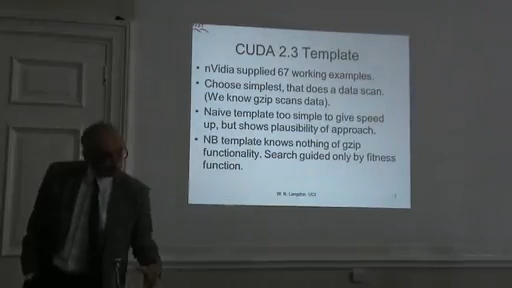 CUDA 2.3 Template
• nVidia supplied 67 working examples.
• Choose simplest, that does a data scan.
(We know gzip scans data).
• Naive template too simple to give speed
up, but shows plausibility of approach.
• NB template knows nothing of gzip
functionality. Search guided only by fitness
function.
W. B. Langdon, UCL